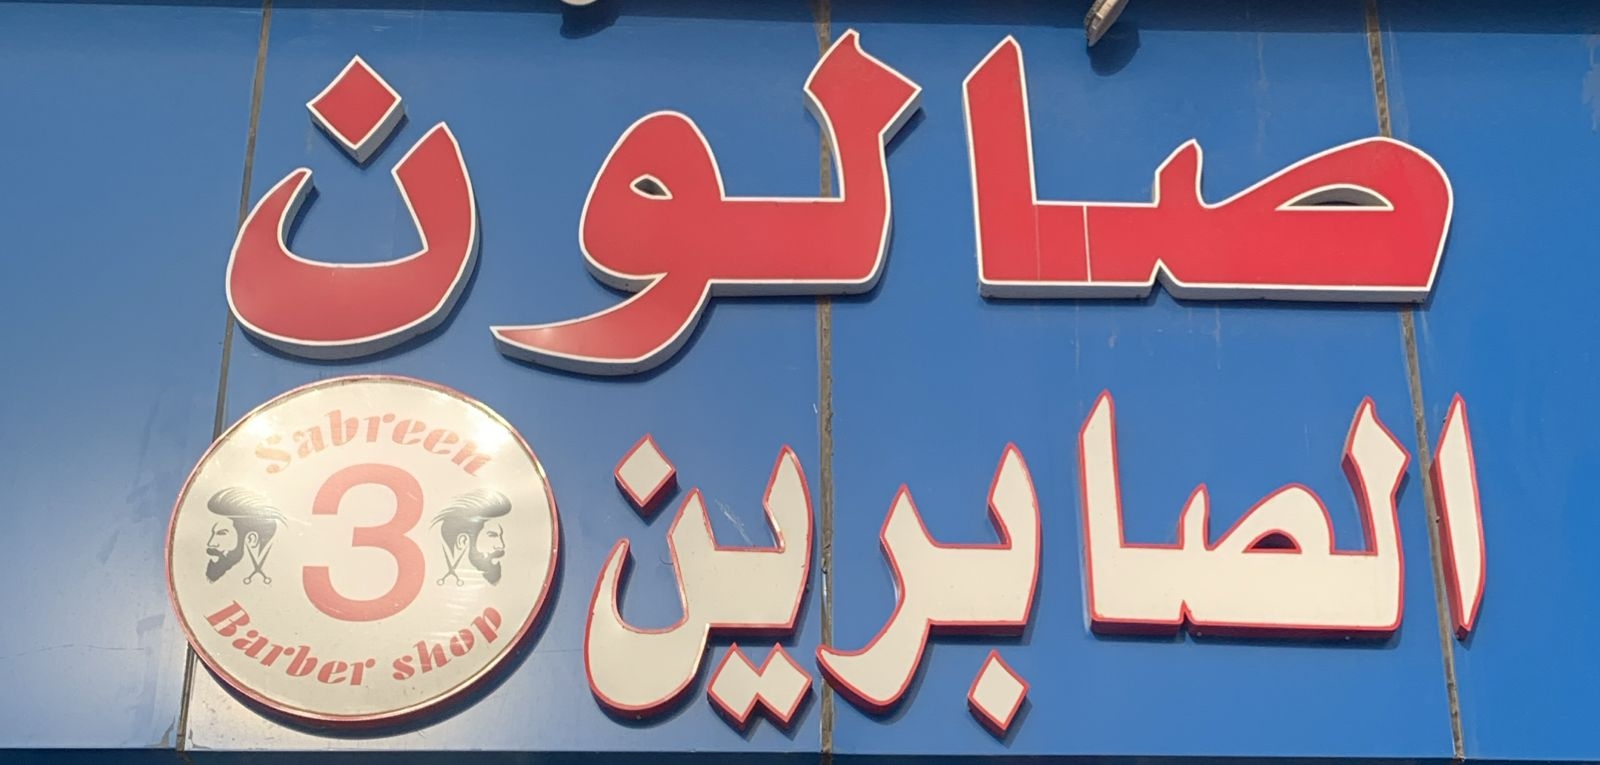 صالون
الصابرين
Sabreen
3
Barber shop